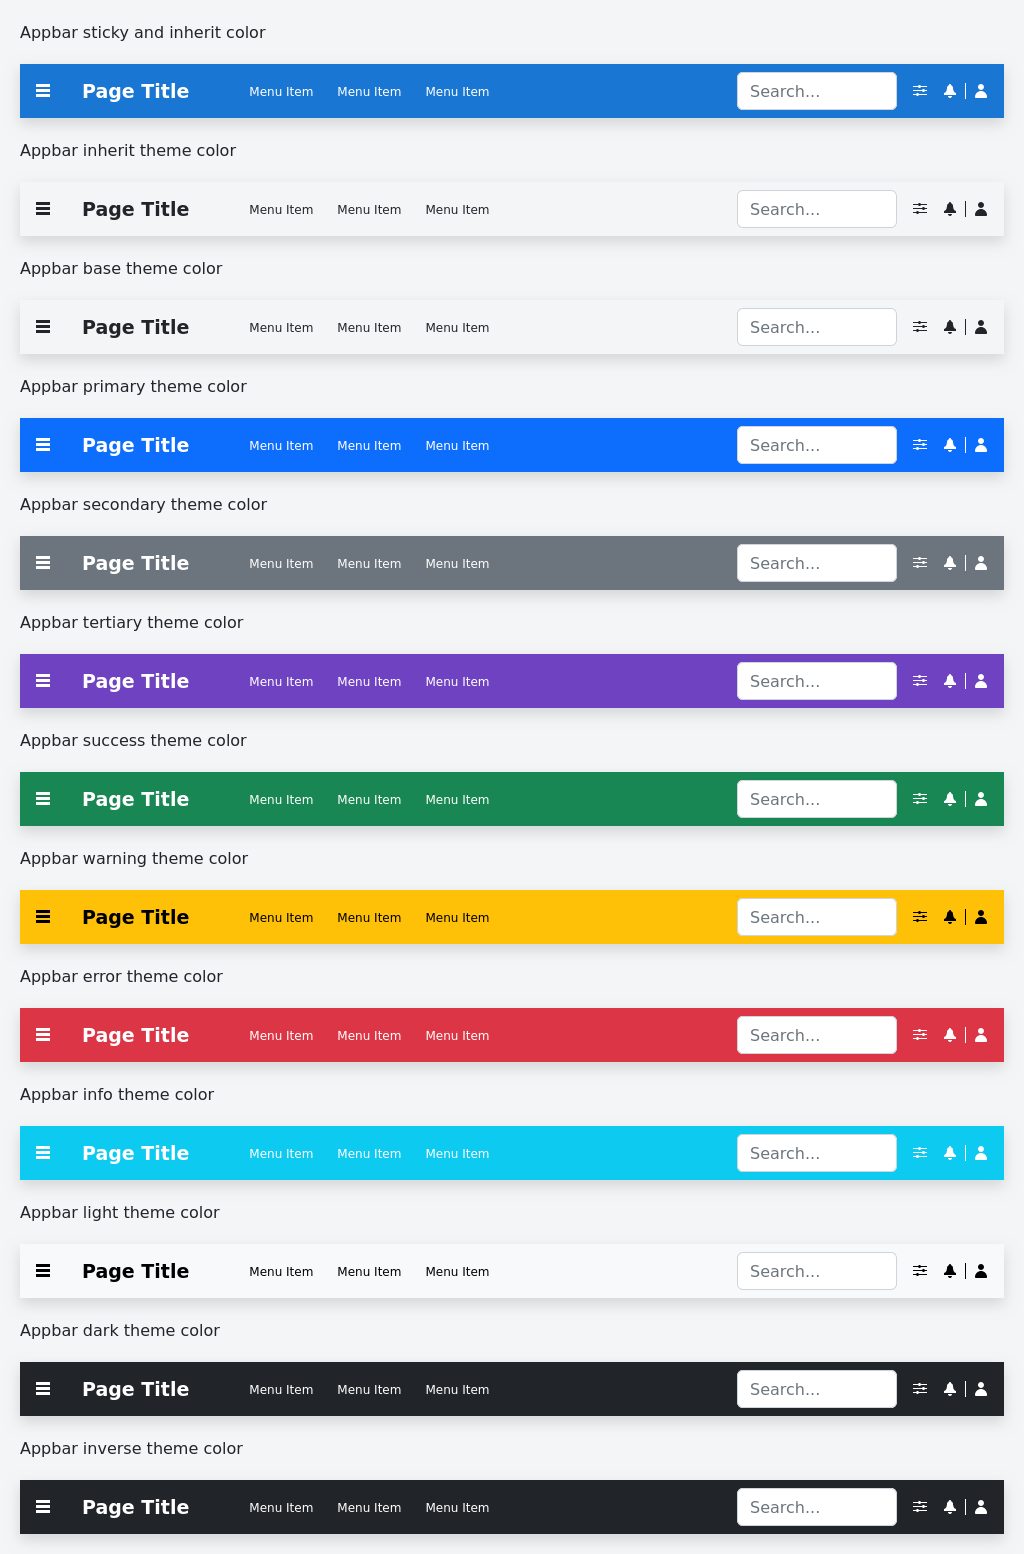 Appbar sticky and inherit color
Page Title Menu Item Menu Item Menu Item Search...
Appbar inherit theme color
Page Title Menu Item Menu Item Menu Item Search...
Appbar base theme color
Page Title Menu Item Menu Item Menu Item Search...
Appbar primary theme color
Page Title Menu Item Menu Item Menu Item Search...
Appbar secondary theme color
Page Title Menu Item Menu Item Menu Item Search...
Appbar tertiary theme color
Page Title Menu Item Menu Item Menu Item Search...
Appbar success theme color
Page Title Menu Item Menu Item Menu Item Search...
Appbar warning theme color
Page Title Menu Item Menu Item Menu Item Search...
Appbar error theme color
Page Title Menu Item Menu Item Menu Item Search...
Appbar info theme color
Page Title Menu Item Menu Item Menu Item Search...
Appbar light theme color
Page Title Menu Item Menu Item Menu Item Search...
Appbar dark theme color
Page Title Menu Item Menu Item Menu Item Search...
Appbar inverse theme color
Page Title Menu Item Menu Item Menu Item Search...